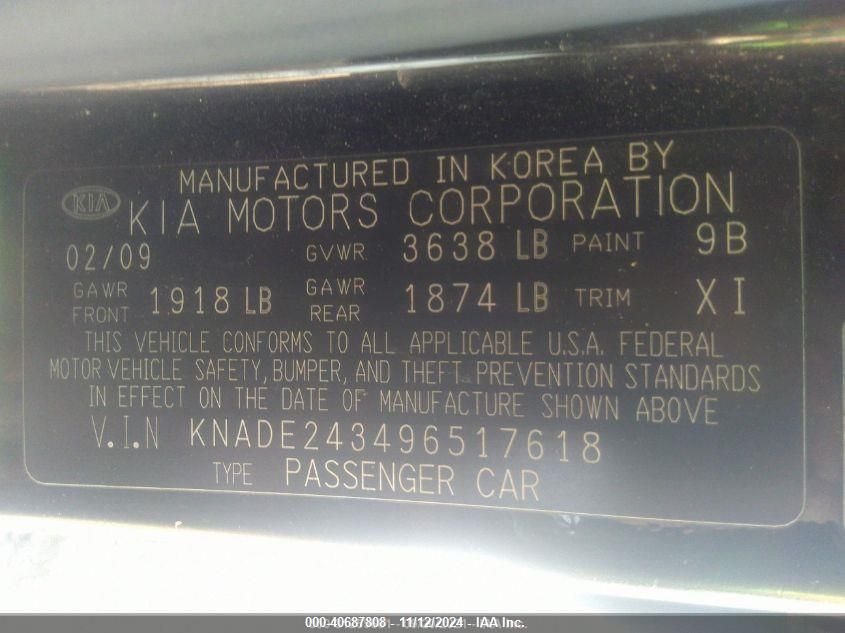 MANUFACTURED IN KOREA BY
KIA KIA MOTORS CORPORATION
02/09 GVWR 3638 LB PAINT 9B
GAWR FRONT 1918 LB GAWR REAR 1874 LB TRIM XI
THIS VEHICLE CONFORMS TO ALL APPLICABLE U.S.A. FEDERAL
MOTOR VEHICLE SAFETY, BUMPER, AND THEFT PREVENTION STANDARDS
IN EFFECT ON THE DATE OF MANUFACTURE SHOWN ABOVE
V.I.N KNADE243496517618
TYPE PASSENGER CAR
000-40687808 - 11/12/2024 - IAA Inc.